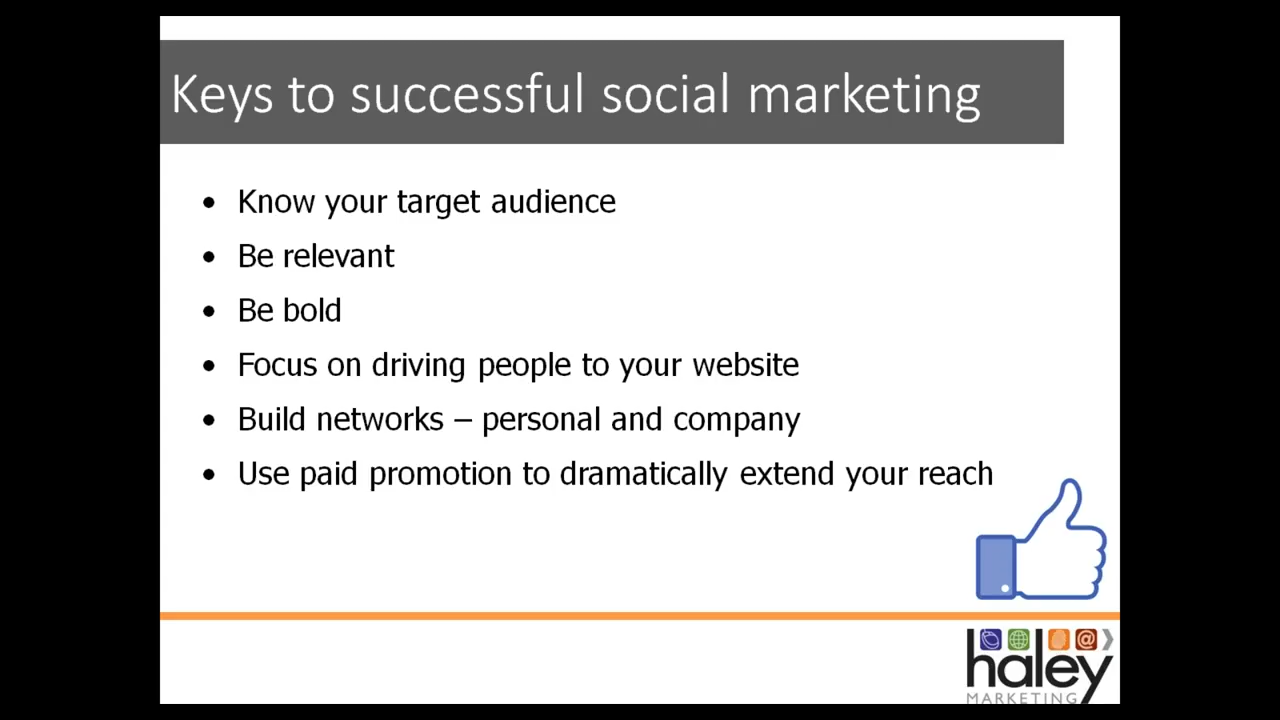 Keys to successful social marketing
• Know your target audience
• Be relevant
• Be bold
• Focus on driving people to your website
• Build networks – personal and company
• Use paid promotion to dramatically extend your reach
@
haley
MARKETING